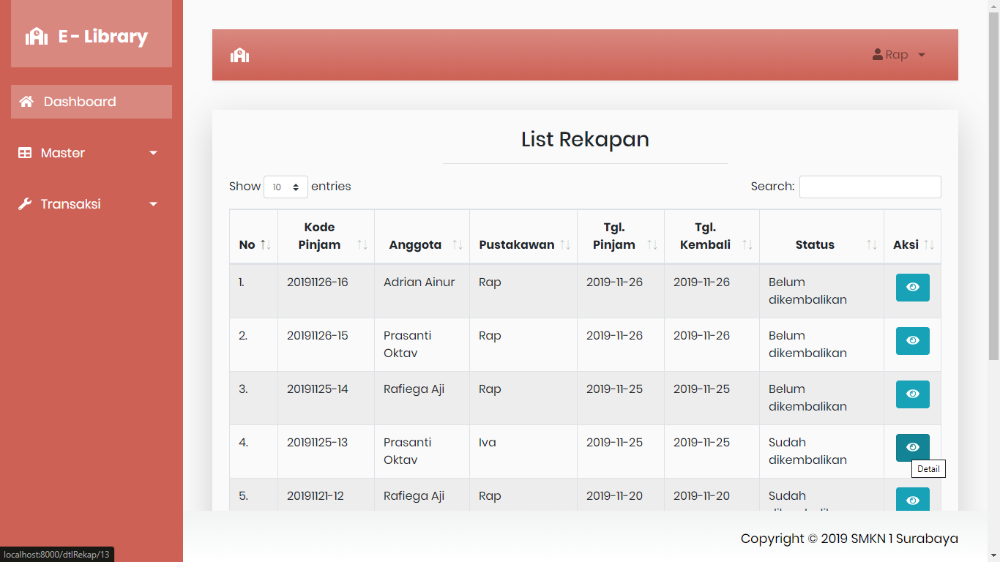 E - Library
Dashboard
Master
Transaksi
Rap
List Rekapan
Show 10 entries
Search:
No
Kode Pinjam
Anggota
Pustakawan
Tgl. Pinjam
Tgl. Kembali
Status
Aksi
1. 20191126-16 Adrian Ainur Rap 2019-11-26 2019-11-26 Belum dikembalikan
2. 20191126-15 Prasanti Oktav Rap 2019-11-26 2019-11-26 Belum dikembalikan
3. 20191125-14 Rafiega Aji Rap 2019-11-25 2019-11-25 Belum dikembalikan
4. 20191125-13 Prasanti Oktav Iva 2019-11-25 2019-11-25 Sudah dikembalikan
Detail
5. 20191121-12 Rafiega Aji Rap 2019-11-20 2019-11-20 Sudah
Copyright © 2019 SMKN 1 Surabaya
localhost:8000/dtlRekap/13